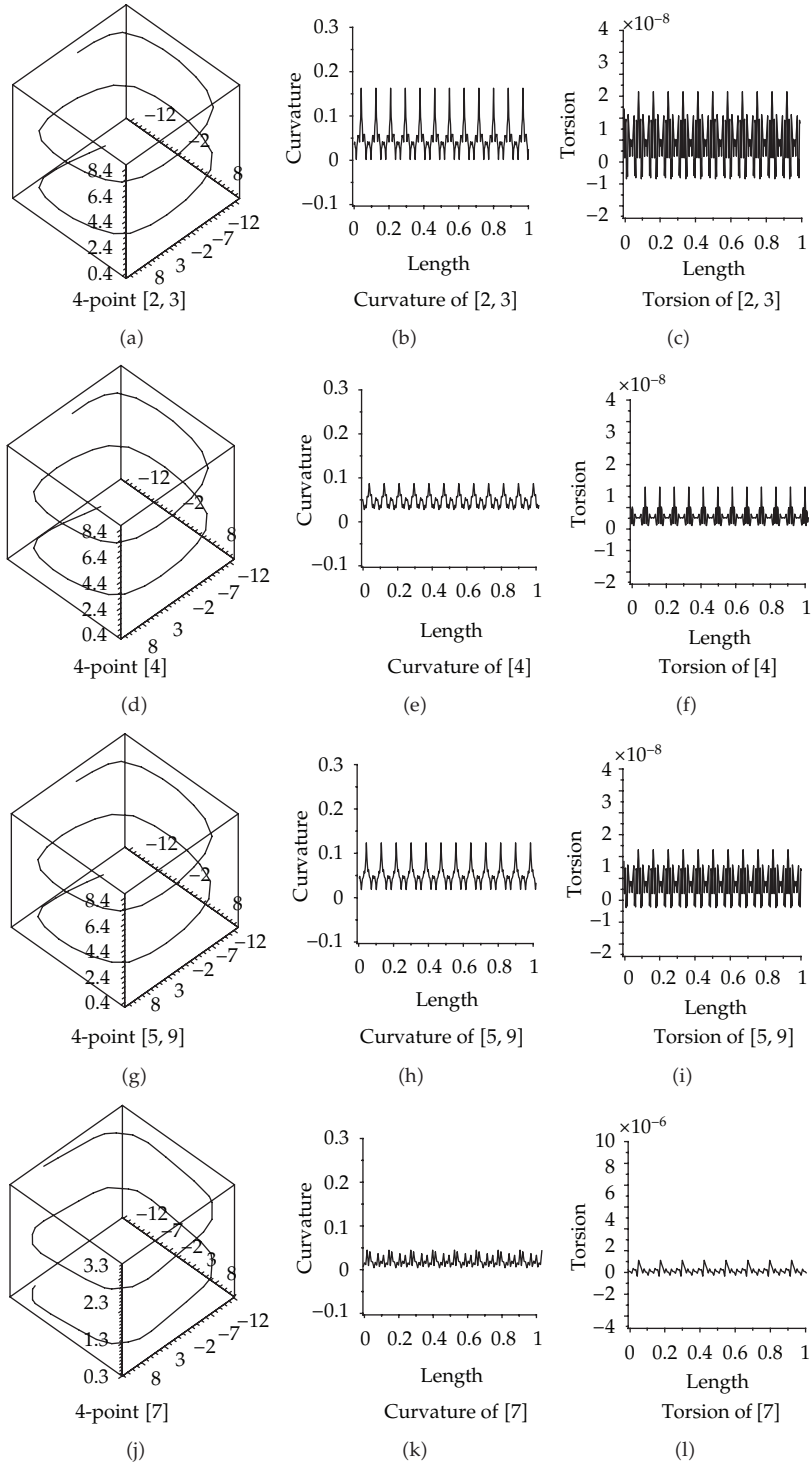 −12
−2
8
8.4
6.4
4.4
2.4
0.4
−12
−7
−2
3
8
4-point [2, 3]
(a)
0.3
0.2
0.1
0
−0.1
Curvature
0 0.2 0.4 0.6 0.8 1
Length
Curvature of [2, 3]
(b)
×10−8
4
2
1
0
−1
−2
Torsion
0 0.2 0.4 0.6 0.8 1
Length
Torsion of [2, 3]
(c)
−12
−2
8
8.4
6.4
4.4
2.4
0.4
−12
−7
−2
3
8
4-point [4]
(d)
0.3
0.2
0.1
0
−0.1
Curvature
0 0.2 0.4 0.6 0.8 1
Length
Curvature of [4]
(e)
×10−8
4
2
1
0
−1
−2
Torsion
0 0.2 0.4 0.6 0.8 1
Length
Torsion of [4]
(f)
−12
−2
8
8.4
6.4
4.4
2.4
0.4
−12
−7
−2
3
8
4-point [5, 9]
(g)
0.3
0.2
0.1
0
−0.1
Curvature
0 0.2 0.4 0.6 0.8 1
Length
Curvature of [5, 9]
(h)
×10−8
4
2
1
0
−1
−2
Torsion
0 0.2 0.4 0.6 0.8 1
Length
Torsion of [5, 9]
(i)
−12
−7
−2
3
8
3.3
2.3
1.3
0.3
−12
−7
−2
3
8
4-point [7]
(j)
0.3
0.2
0.1
0
−0.1
Curvature
0 0.2 0.4 0.6 0.8 1
Length
Curvature of [7]
(k)
×10−6
10
6
4
2
0
−2
−4
Torsion
0 0.2 0.4 0.6 0.8 1
Length
Torsion of [7]
(l)